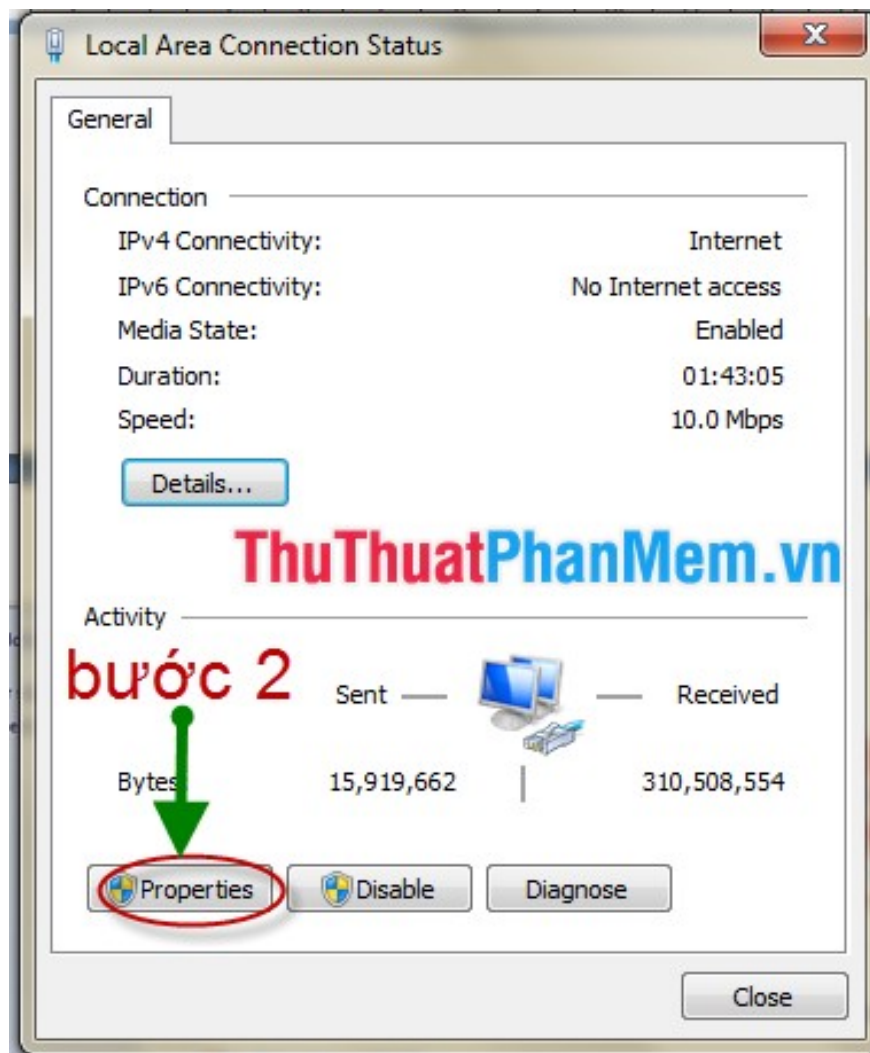 Local Area Connection Status
General
Connection
IPv4 Connectivity: Internet
IPv6 Connectivity: No Internet access
Media State: Enabled
Duration: 01:43:05
Speed: 10.0 Mbps
Details...
ThuThuatPhanMem.vn
Activity
bước 2
Sent Received
Bytes 15,919,662 310,508,554
Properties Disable Diagnose
Close